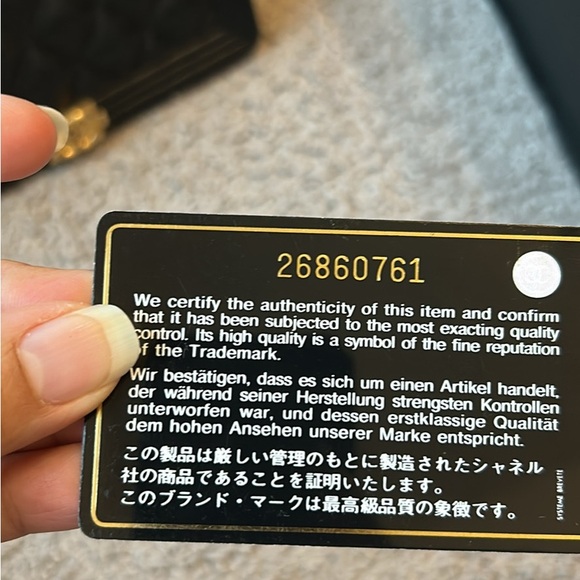 26860761
We certify the authenticity of this item and confirm
that it has been subjected to the most exacting quality
control. Its high quality is a symbol of the fine reputation
of the Trademark.
Wir bestätigen, dass es sich um einen Artikel handelt,
der während seiner Herstellung strengsten Kontrollen
unterworfen war, und dessen erstklassige Qualität
dem hohen Ansehen unserer Marke entspricht.
この製品は厳しい管理のもとに製造されたシャネル
社の商品であることを証明いたします。
このブランド・マークは最高級品質の象徴です。
SYSTEME BREVETE